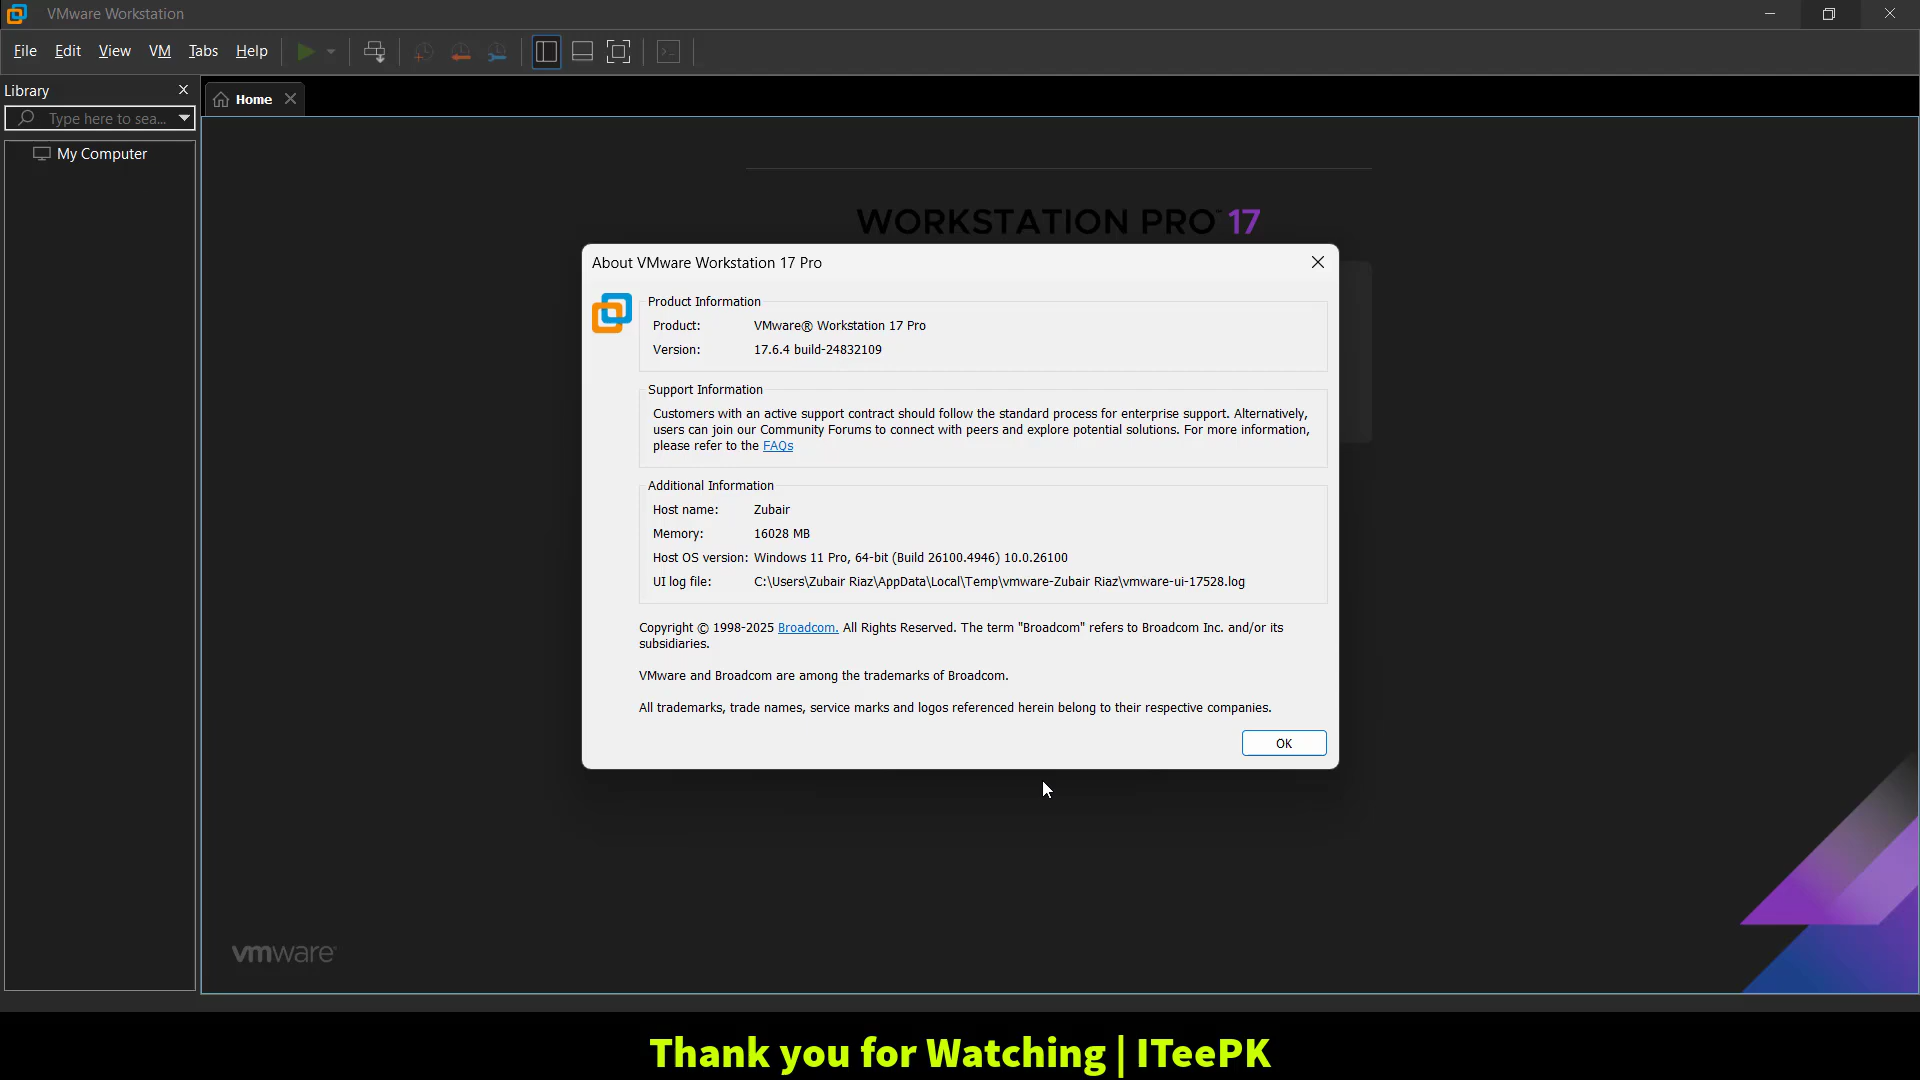 VMware Workstation
File Edit View VM Tabs Help
Library
Home
Type here to sea...
My Computer
WORKSTATION PRO™ 17
About VMware Workstation 17 Pro
Product Information
Product: VMware® Workstation 17 Pro
Version: 17.6.4 build-24832109
Support Information
Customers with an active support contract should follow the standard process for enterprise support. Alternatively,
users can join our Community Forums to connect with peers and explore potential solutions. For more information,
please refer to the FAQs
Additional Information
Host name: Zubair
Memory: 16028 MB
Host OS version: Windows 11 Pro, 64-bit (Build 26100.4946) 10.0.26100
UI log file: C:\Users\Zubair Riaz\AppData\Local\Temp\vmware-Zubair Riaz\vmware-ui-17528.log
Copyright © 1998-2025 Broadcom. All Rights Reserved. The term "Broadcom" refers to Broadcom Inc. and/or its
subsidiaries.
VMware and Broadcom are among the trademarks of Broadcom.
All trademarks, trade names, service marks and logos referenced herein belong to their respective companies.
OK
vmware®
Thank you for Watching | ITeePK